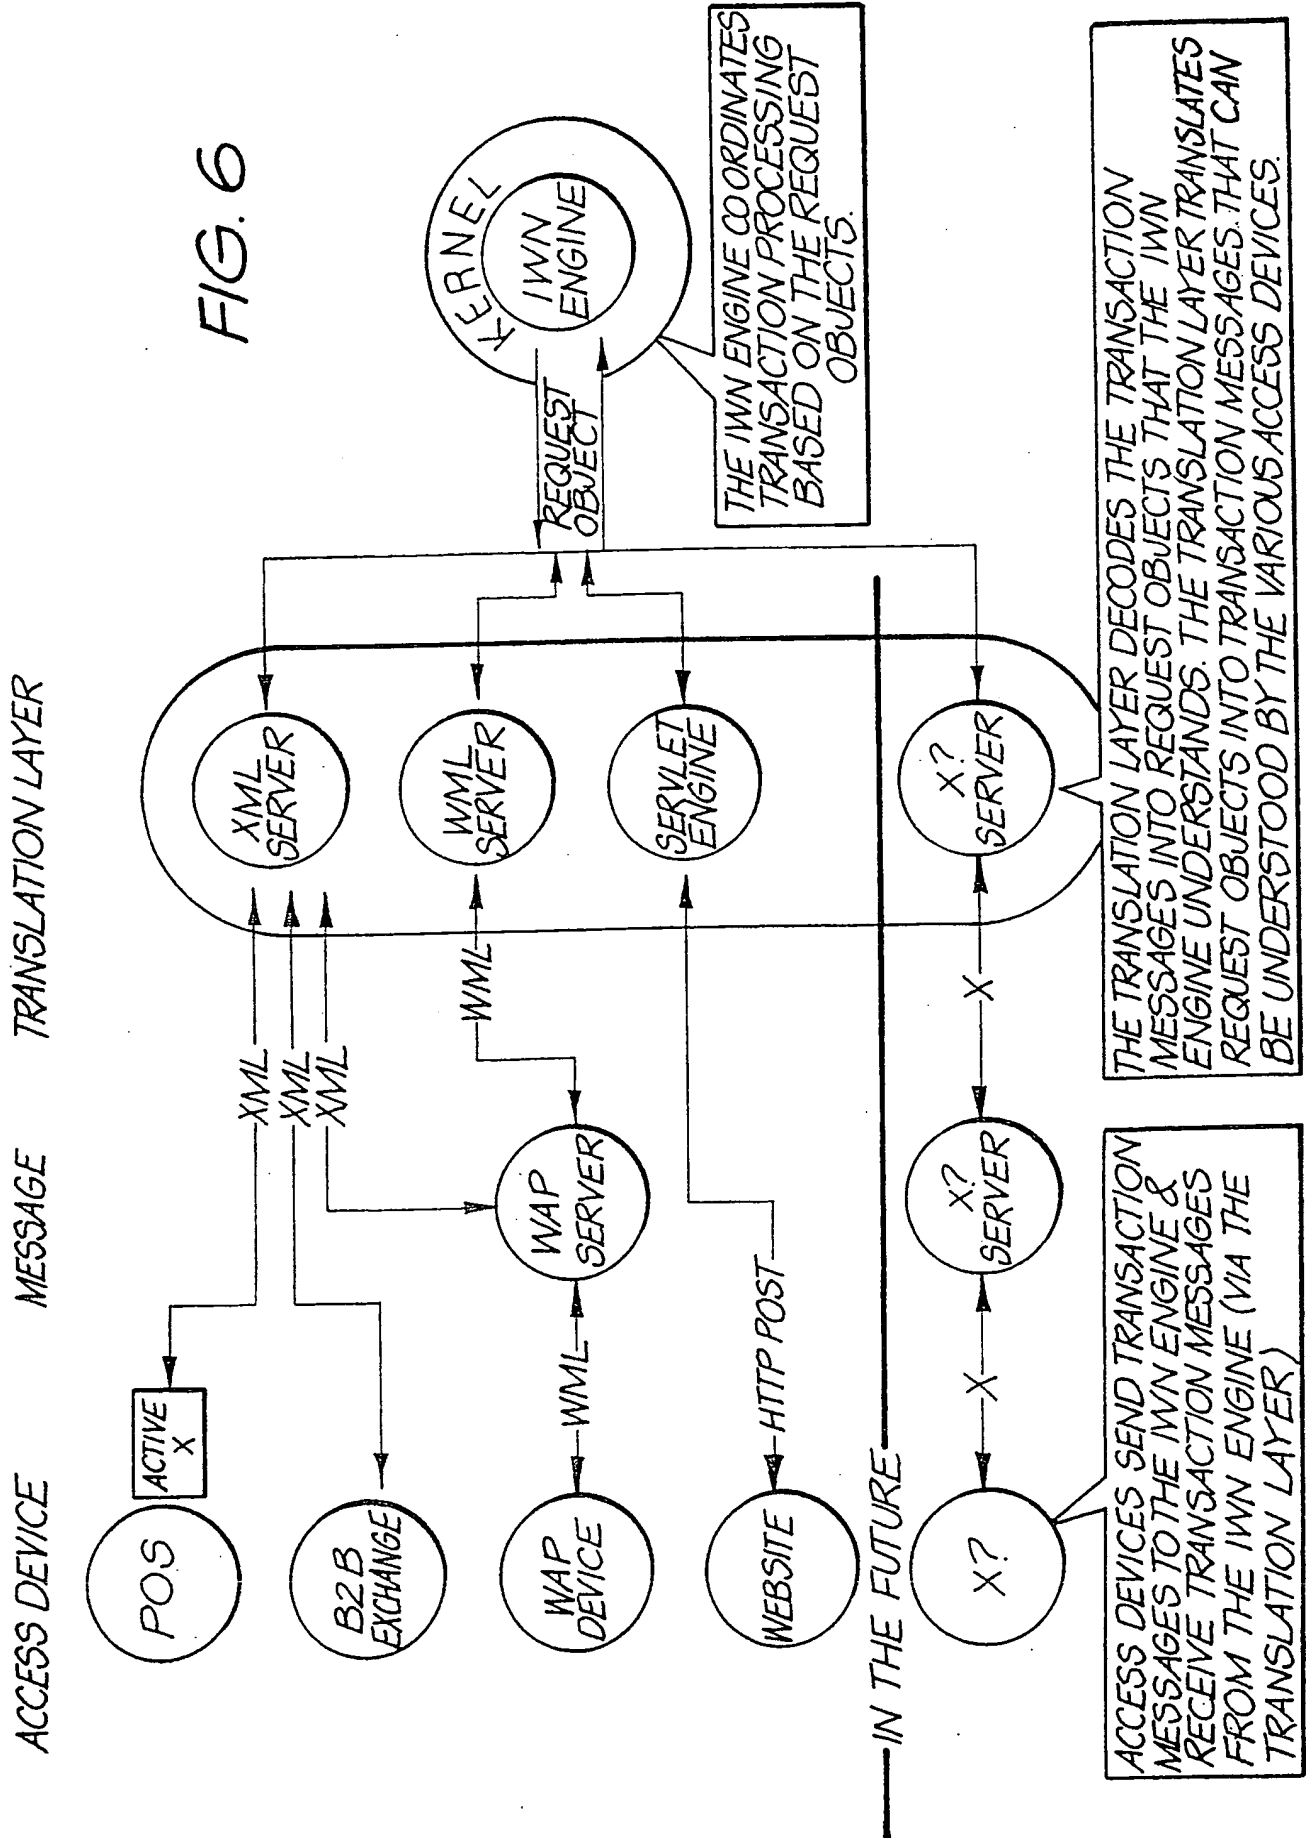 FIG. 6
ACCESS DEVICE
MESSAGE
TRANSLATION LAYER
POS
ACTIVE
X
XML
XML
XML
XML
SERVER
B2B
EXCHANGE
WAP
DEVICE
WML
WAP
SERVER
WML
WML
SERVER
WEBSITE
HTTP POST
SERVLET
ENGINE
REQUEST
OBJECT
KERNEL
IWN
ENGINE
THE IWN ENGINE COORDINATES
TRANSACTION PROCESSING
BASED ON THE REQUEST
OBJECTS.
IN THE FUTURE
X?
X
X?
SERVER
X
X?
SERVER
ACCESS DEVICES SEND TRANSACTION
MESSAGES TO THE IWN ENGINE &
RECEIVE TRANSACTION MESSAGES
FROM THE IWN ENGINE (VIA THE
TRANSLATION LAYER)
THE TRANSLATION LAYER DECODES THE TRANSACTION
MESSAGES INTO REQUEST OBJECTS THAT THE IWN
ENGINE UNDERSTANDS. THE TRANSLATION LAYER TRANSLATES
REQUEST OBJECTS INTO TRANSACTION MESSAGES THAT CAN
BE UNDERSTOOD BY THE VARIOUS ACCESS DEVICES.